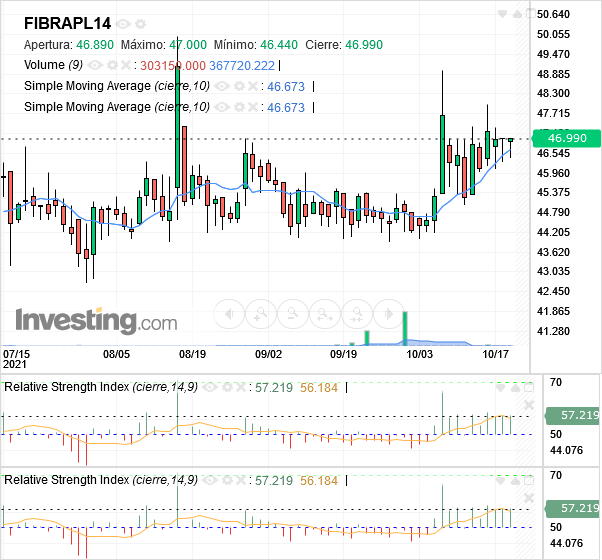 FIBRAPL14
Apertura: 46.890 Máximo: 47.000 Mínimo: 46.440 Cierre: 46.990
Volume (9) : 303150.000 367720.222
Simple Moving Average (cierre,10) : 46.673
Simple Moving Average (cierre,10) : 46.673
50.640
50.055
49.470
48.885
48.300
47.715
46.990
46.545
45.960
45.375
44.790
44.205
43.620
43.035
42.450
41.865
41.280
Investing.com
07/15 08/05 08/19 09/02 09/19 10/03 10/17
2021
Relative Strength Index (cierre,14,9) : 57.219 56.184
70
57.219
50
44.076
Relative Strength Index (cierre,14,9) : 57.219 56.184
70
57.219
50
44.076